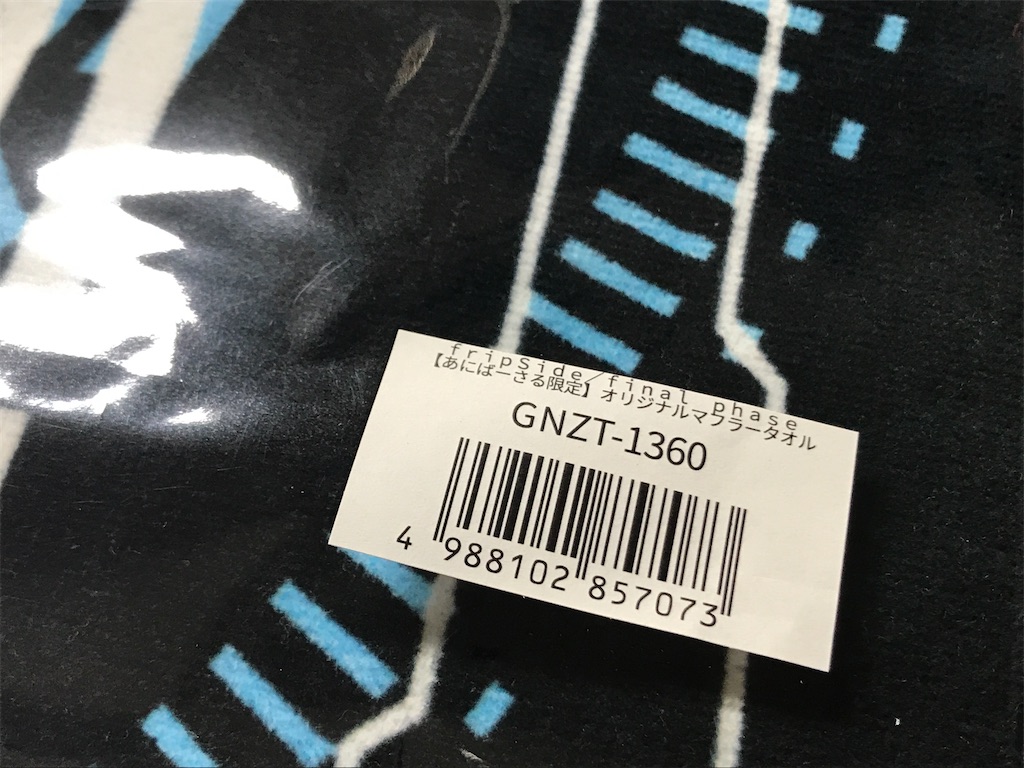 fripSide/final phase
【あにばーさる限定】オリジナルマフラータオル
GNZT-1360
4 988102 857073